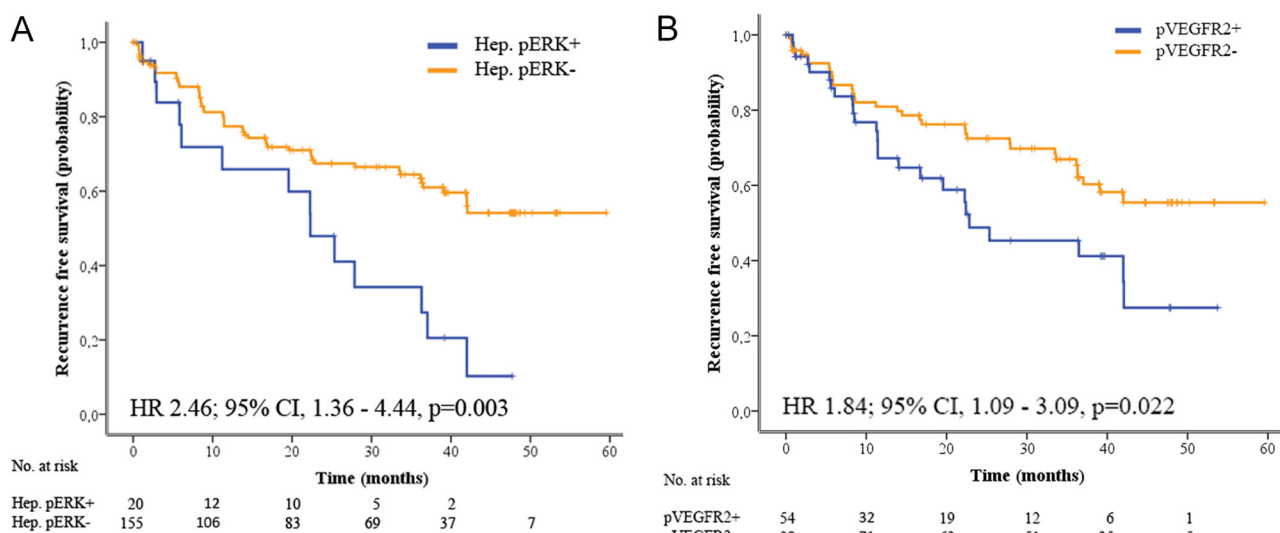 A
Hep. pERK+
Hep. pERK-
Recurrence free survival (probability)
1,0
0,8
0,6
0,4
0,2
0,0
HR 2.46; 95% CI, 1.36 - 4.44, p=0.003
0 10 20 30 40 50 60
Time (months)
No. at risk
Hep. pERK+ 20 12 10 5 2
Hep. pERK- 155 106 83 69 37 7
B
pVEGFR2+
pVEGFR2-
Recurrence free survival (probability)
1,0
0,8
0,6
0,4
0,2
0,0
HR 1.84; 95% CI, 1.09 - 3.09, p=0.022
0 10 20 30 40 50 60
Time (months)
No. at risk
pVEGFR2+ 54 32 19 12 6 1